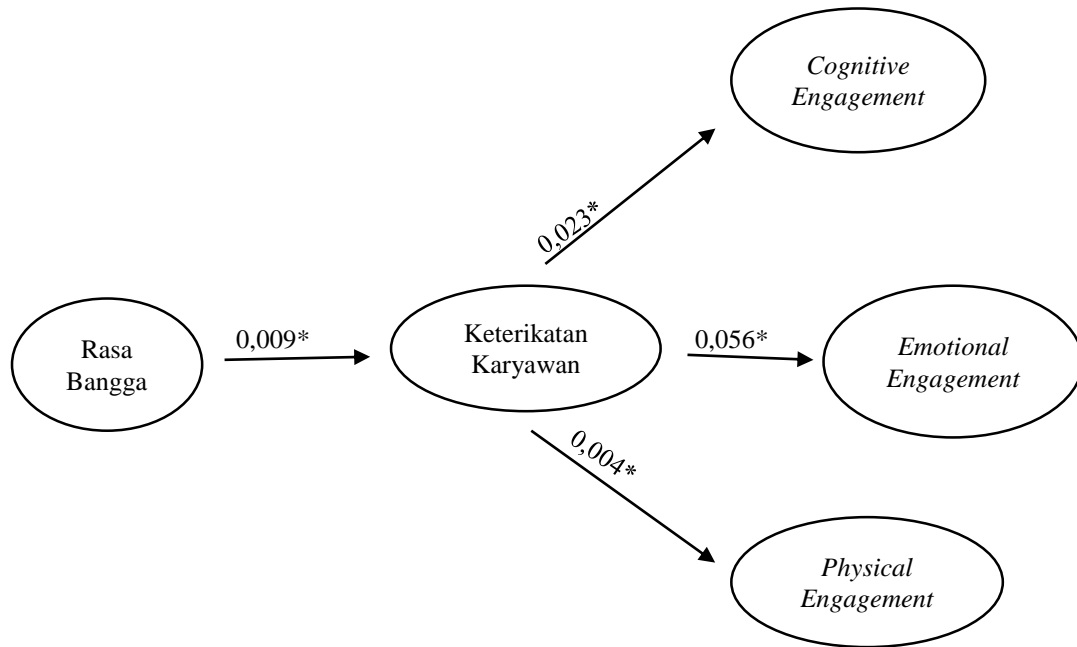 Cognitive
Engagement
0,023*
Rasa
Bangga
0,009*
Keterikatan
Karyawan
0,056*
Emotional
Engagement
0,004*
Physical
Engagement